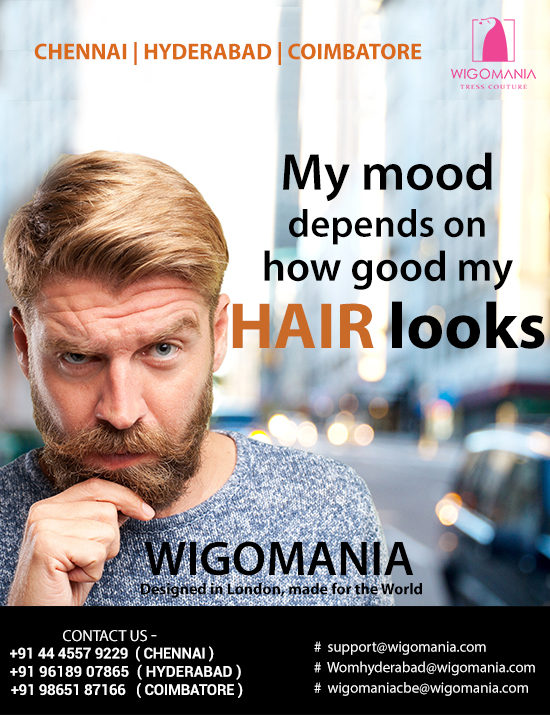 CHENNAI | HYDERABAD | COIMBATORE
WIGOMANIA
TRESS COUTURE
My mood
depends on
how good my
HAIR looks
WIGOMANIA
Designed in London, made for the World
CONTACT US -
+91 44 4557 9229 ( CHENNAI )
+91 96189 07865 ( HYDERABAD )
+91 98651 87166 ( COIMBATORE )
# support@wigomania.com
# Womhyderabad@wigomania.com
# wigomaniacbe@wigomania.com